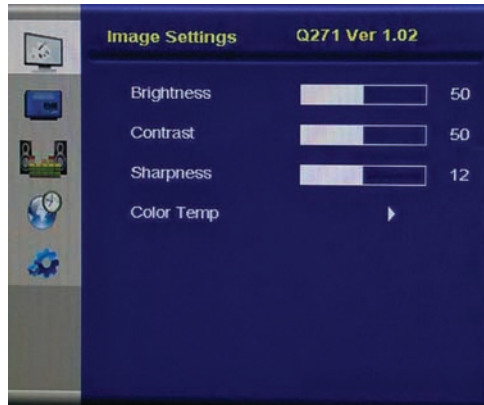 Image Settings Q271 Ver 1.02
Brightness 50
Contrast 50
Sharpness 12
Color Temp